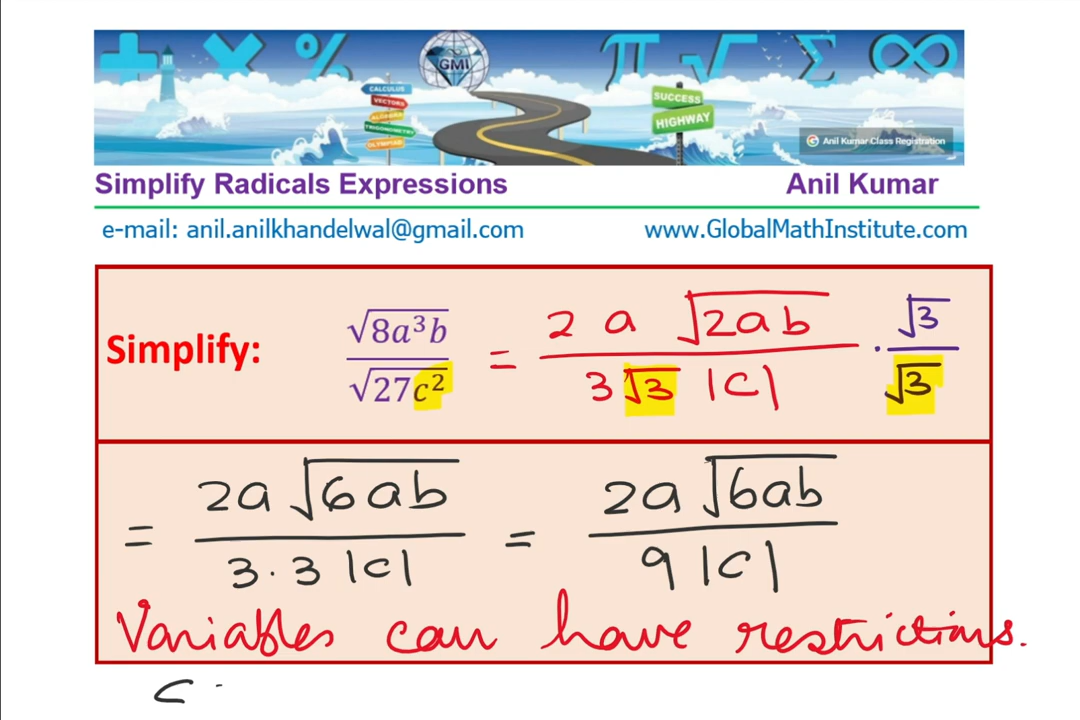 + × % π √ Σ ∞
GMI
CALCULUS
VECTORS
ALGEBRA
TRIGONOMETRY
OLYMPIAD
SUCCESS
HIGHWAY
G Anil Kumar Class Registration
Simplify Radicals Expressions Anil Kumar
e-mail: anil.anilkhandelwal@gmail.com www.GlobalMathInstitute.com
Simplify: √(8a³b) / √(27c²) = 2a√(2ab) / 3√3 |c| · √3 / √3
= 2a√(6ab) / 3·3 |c| = 2a√(6ab) / 9|c|
Variables can have restrictions.
c